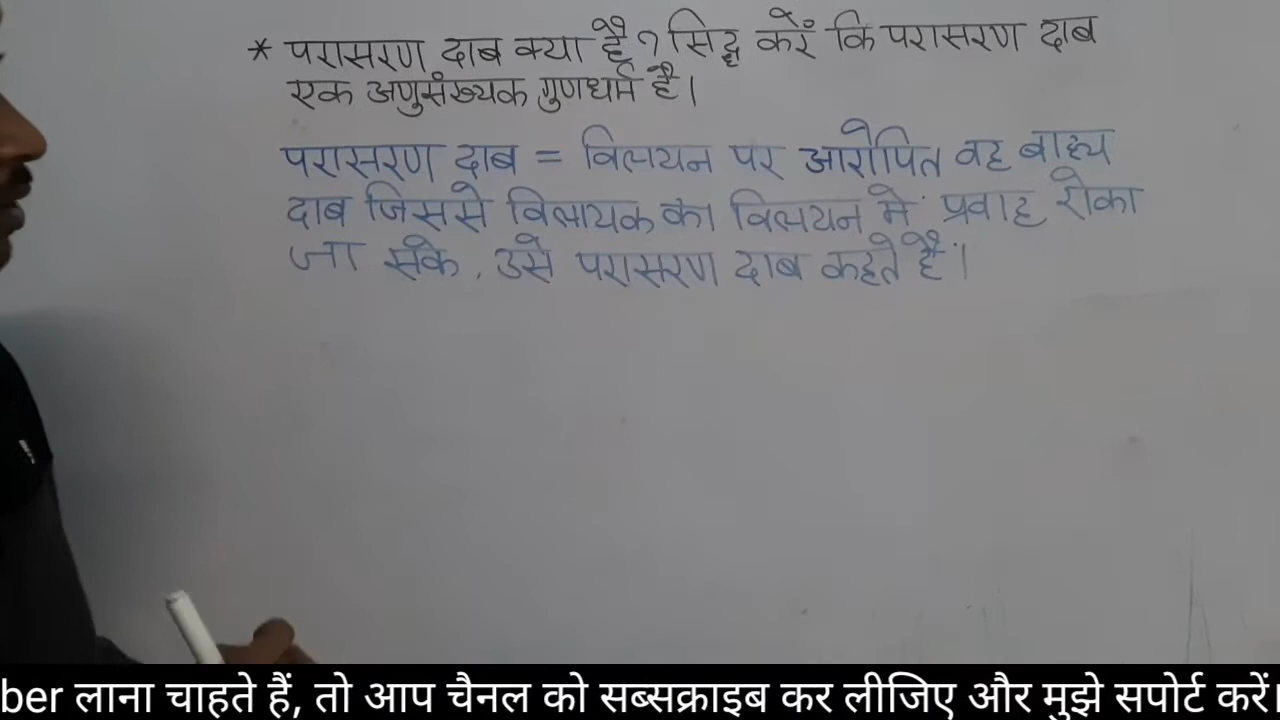 * परासरण दाब क्या है? सिद्ध करें कि परासरण दाब
एक अणुसंख्यक गुणधर्म है।
परासरण दाब = विलयन पर आरोपित वह बाह्य
दाब जिससे विलायक का विलयन में प्रवाह रोका
जा सके, उसे परासरण दाब कहते हैं।
ber लाना चाहते हैं, तो आप चैनल को सब्सक्राइब कर लीजिए और मुझे सपोर्ट करें।